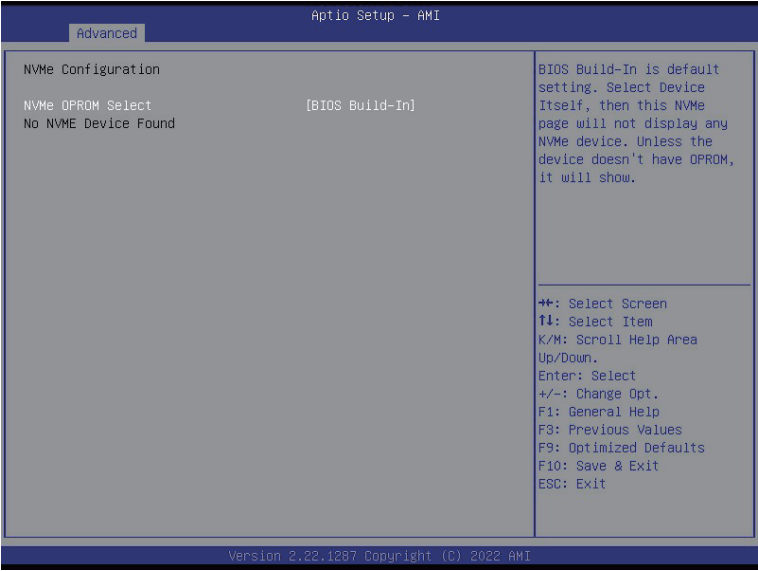 Aptio Setup – AMI
Advanced
NVMe Configuration
NVMe OPROM Select [BIOS Build-In]
No NVME Device Found
BIOS Build-In is default
setting. Select Device
Itself, then this NVMe
page will not display any
NVMe device. Unless the
device doesn't have OPROM,
it will show.
→←: Select Screen
↑↓: Select Item
K/M: Scroll Help Area
Up/Down.
Enter: Select
+/-: Change Opt.
F1: General Help
F3: Previous Values
F9: Optimized Defaults
F10: Save & Exit
ESC: Exit
Version 2.22.1287 Copyright (C) 2022 AMI